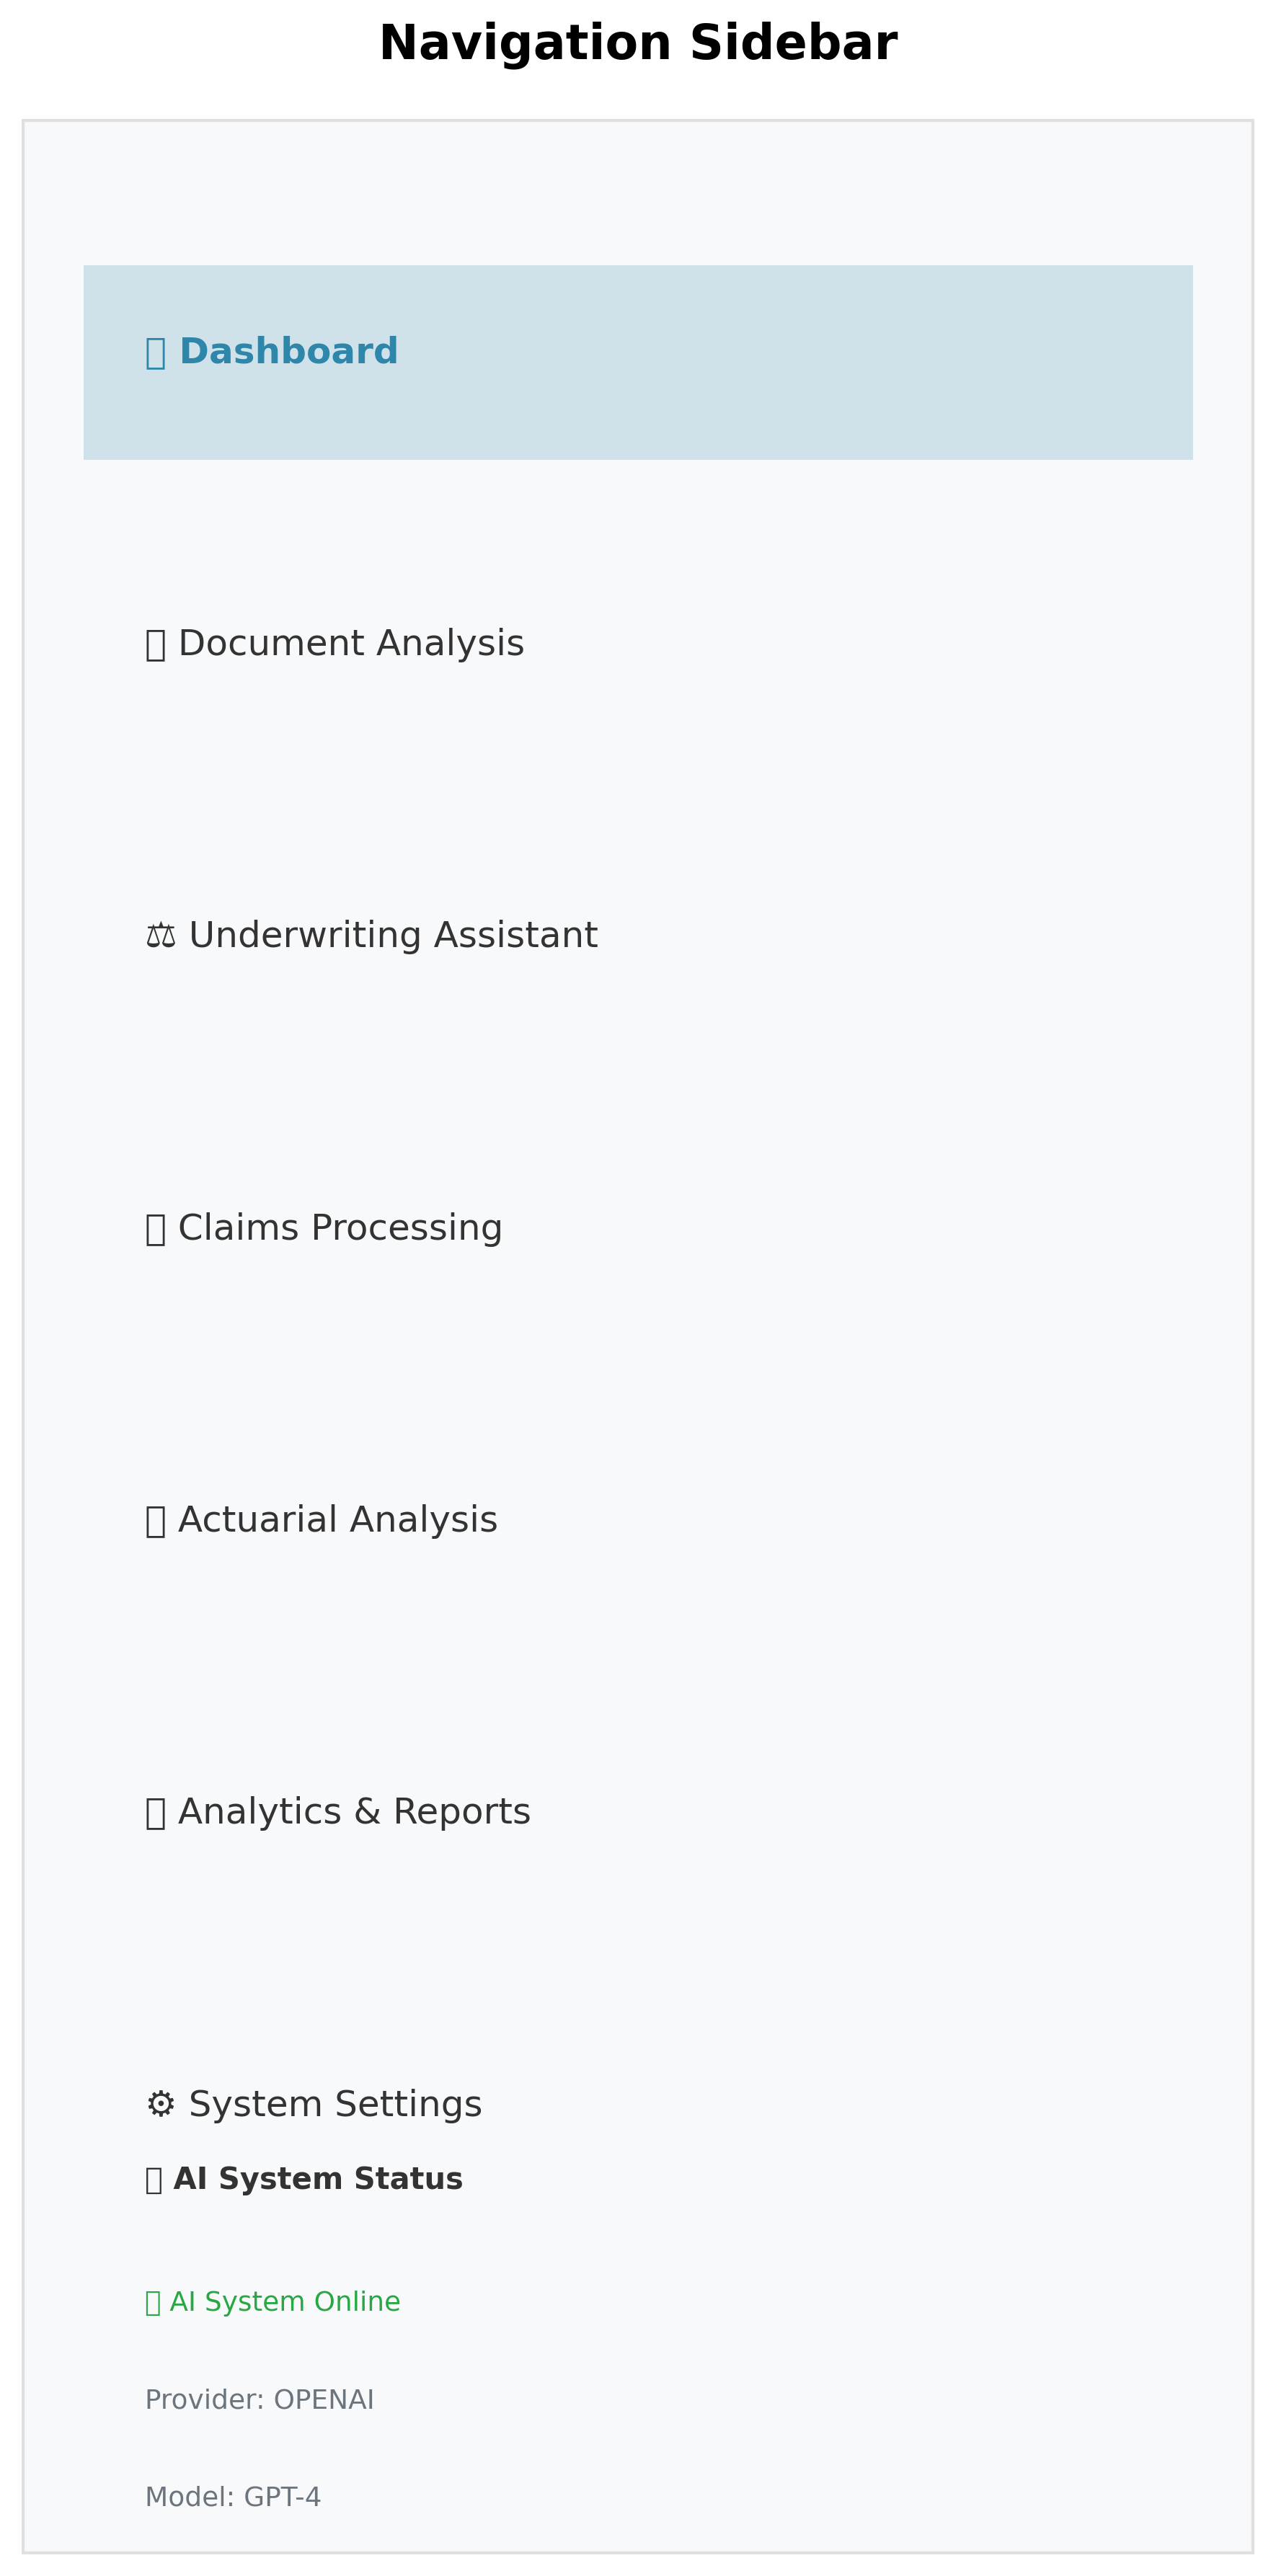 Navigation Sidebar
Dashboard
Document Analysis
⚖ Underwriting Assistant
Claims Processing
Actuarial Analysis
Analytics & Reports
⚙ System Settings
AI System Status
AI System Online
Provider: OPENAI
Model: GPT-4